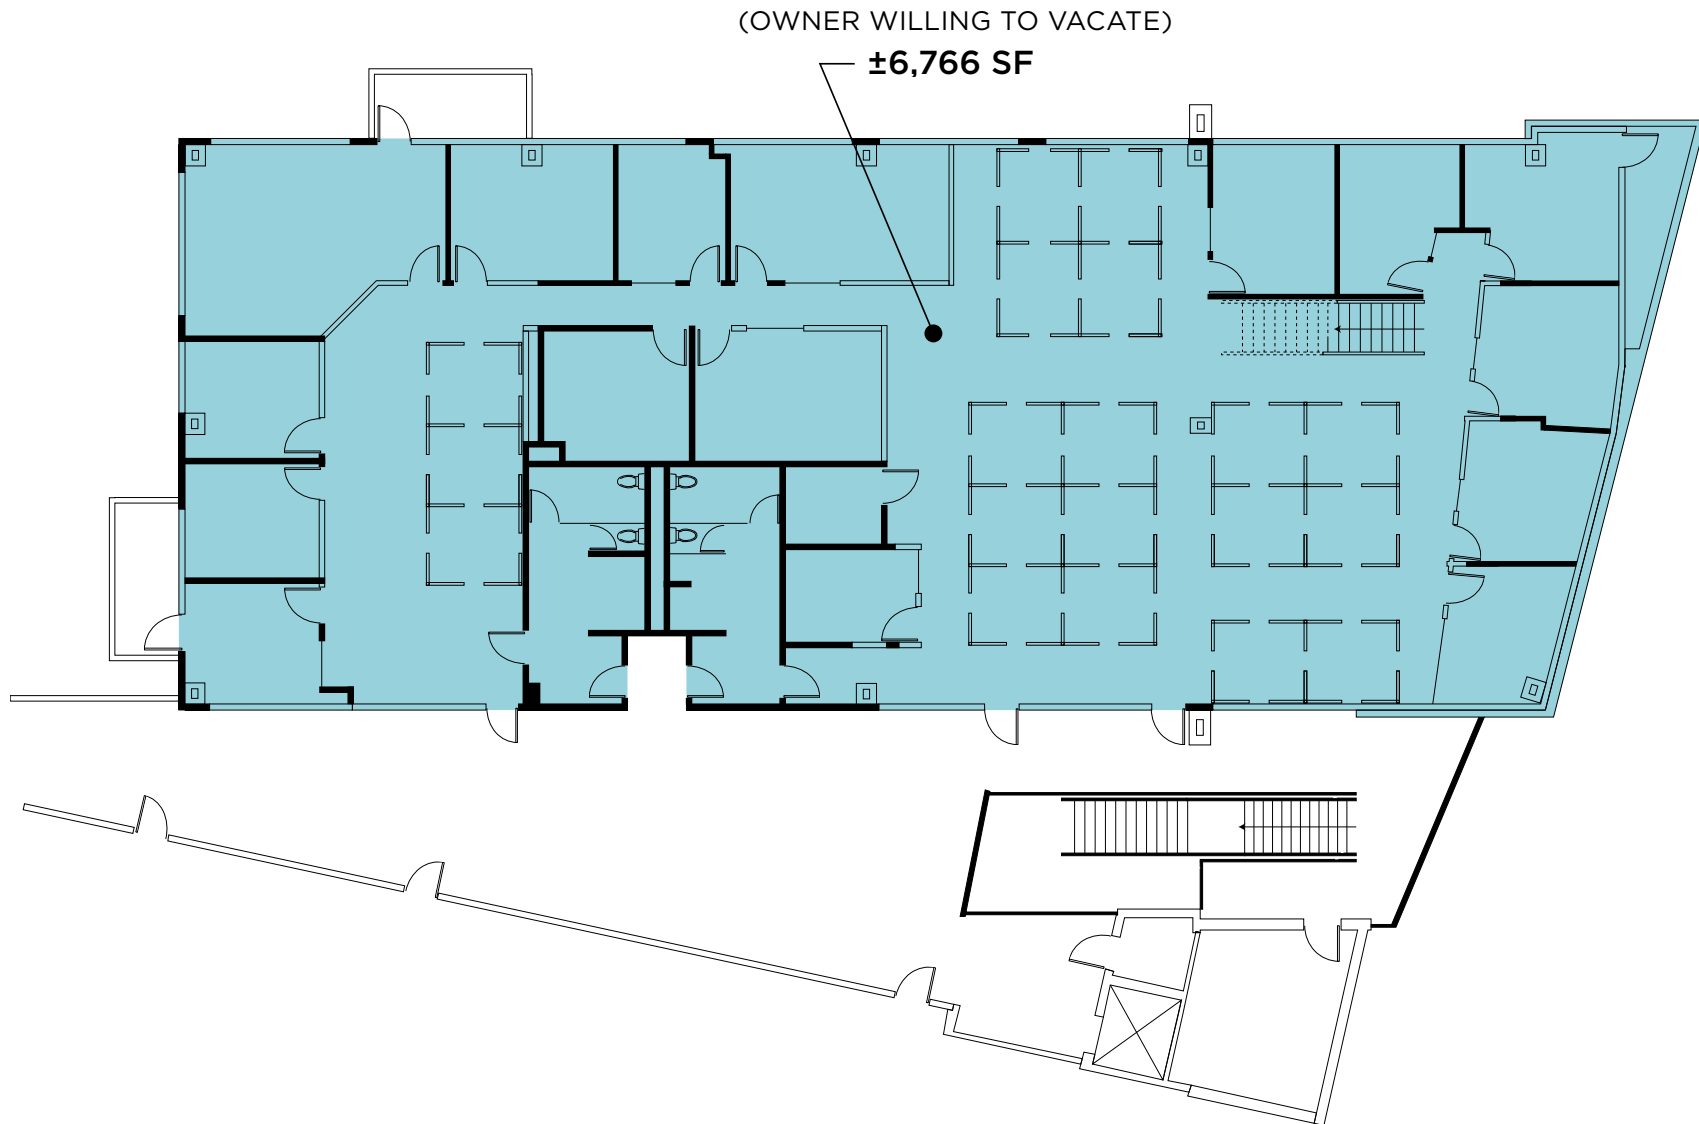 (OWNER WILLING TO VACATE)
±6,766 SF